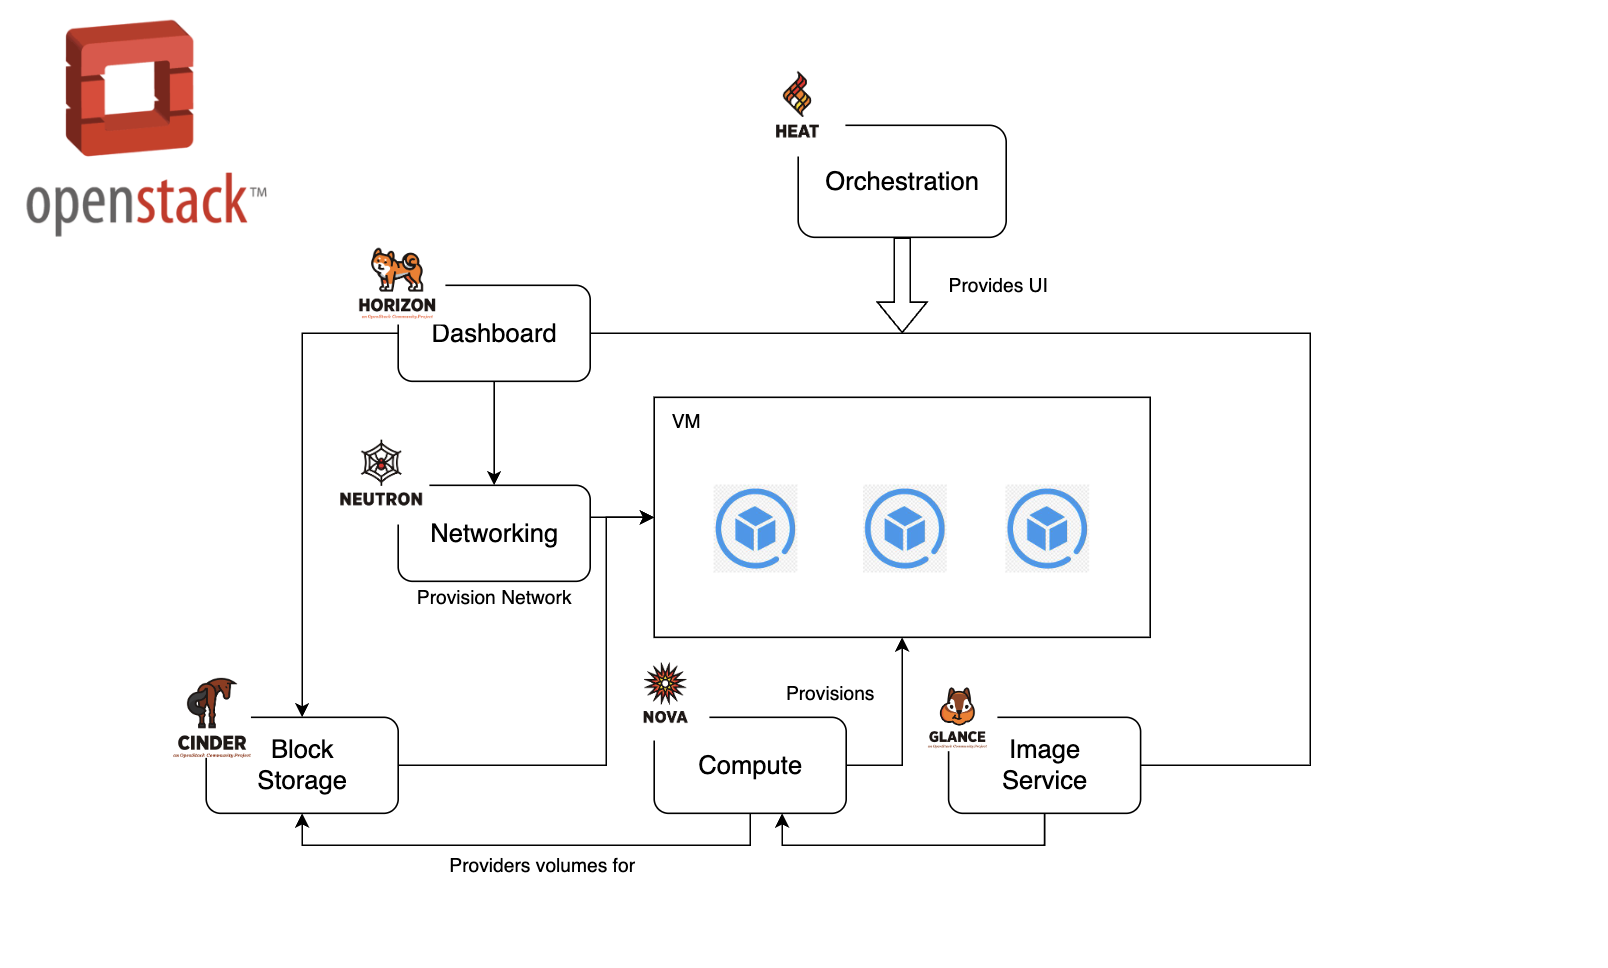 openstack™
HEAT
Orchestration
Provides UI
HORIZON
an OpenStack Community Project
Dashboard
VM
NEUTRON
Networking
Provision Network
CINDER
an OpenStack Community Project
Block
Storage
NOVA
Provisions
Compute
GLANCE
an OpenStack Community Project
Image
Service
Providers volumes for